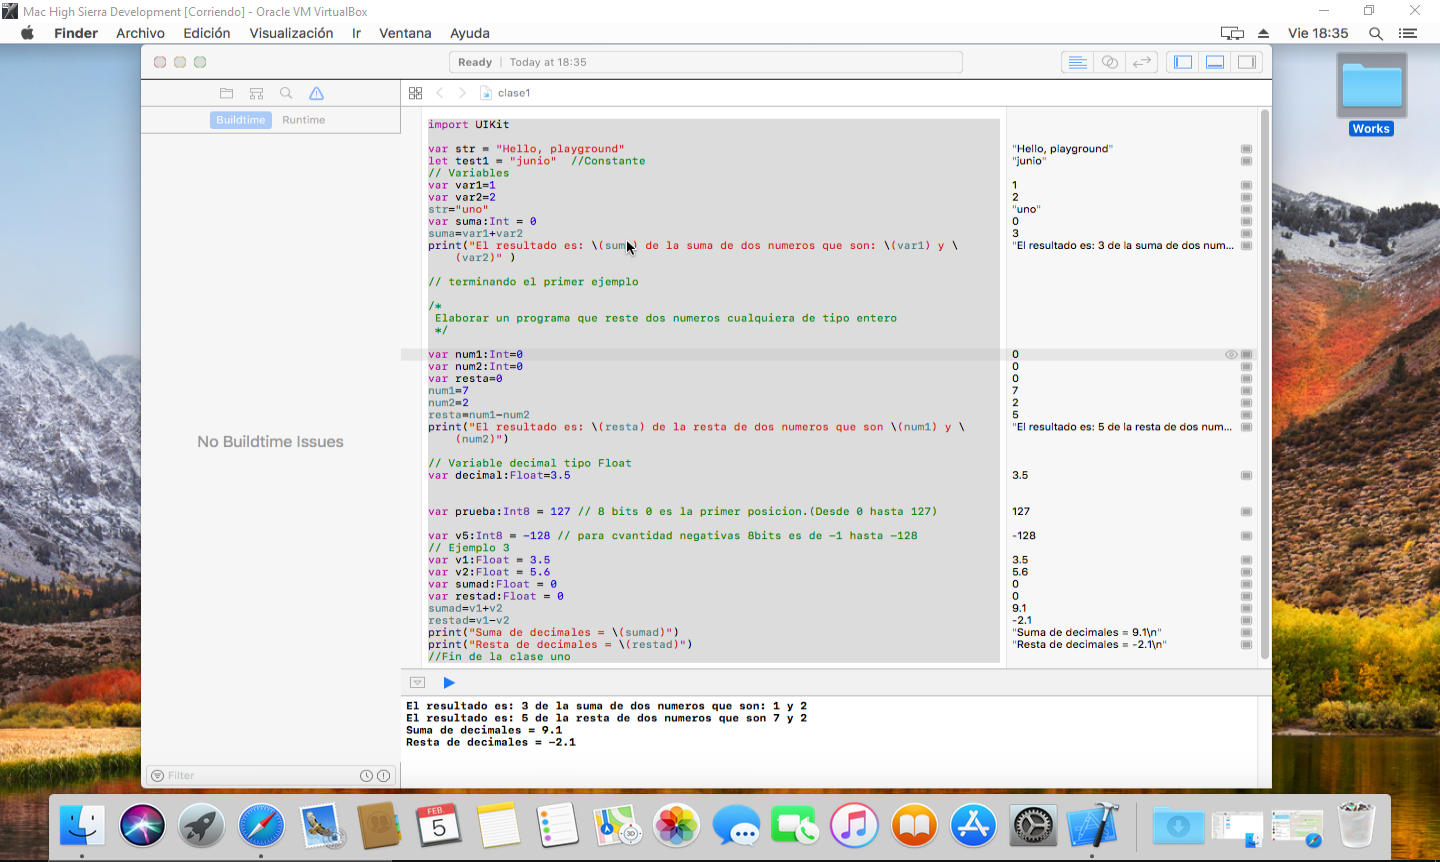 Mac High Sierra Development [Corriendo] - Oracle VM VirtualBox
Finder Archivo Edición Visualización Ir Ventana Ayuda Vie 18:35
Ready | Today at 18:35
clase1
Buildtime Runtime
import UIKit
var str = "Hello, playground" "Hello, playground"
let test1 = "junio" //Constante "junio"
// Variables
var var1=1 1
var var2=2 2
str="uno" "uno"
var suma:Int = 0 0
suma=var1+var2 3
print("El resultado es: \(suma) de la suma de dos numeros que son: \(var1) y \ "El resultado es: 3 de la suma de dos num...
(var2)" )
// terminando el primer ejemplo
/*
Elaborar un programa que reste dos numeros cualquiera de tipo entero
*/
var num1:Int=0 0
var num2:Int=0 0
var resta=0 0
num1=7 7
num2=2 2
resta=num1-num2 5
print("El resultado es: \(resta) de la resta de dos numeros que son \(num1) y \ "El resultado es: 5 de la resta de dos num...
(num2)")
// Variable decimal tipo Float
var decimal:Float=3.5 3.5
var prueba:Int8 = 127 // 8 bits 0 es la primer posicion.(Desde 0 hasta 127) 127
var v5:Int8 = -128 // para cvantidad negativas 8bits es de -1 hasta -128 -128
// Ejemplo 3
var v1:Float = 3.5 3.5
var v2:Float = 5.6 5.6
var sumad:Float = 0 0
var restad:Float = 0 0
sumad=v1+v2 9.1
restad=v1-v2 -2.1
print("Suma de decimales = \(sumad)") "Suma de decimales = 9.1\n"
print("Resta de decimales = \(restad)") "Resta de decimales = -2.1\n"
//Fin de la clase uno
No Buildtime Issues
El resultado es: 3 de la suma de dos numeros que son: 1 y 2
El resultado es: 5 de la resta de dos numeros que son 7 y 2
Suma de decimales = 9.1
Resta de decimales = -2.1
Filter
Works
FEB.
5
3D